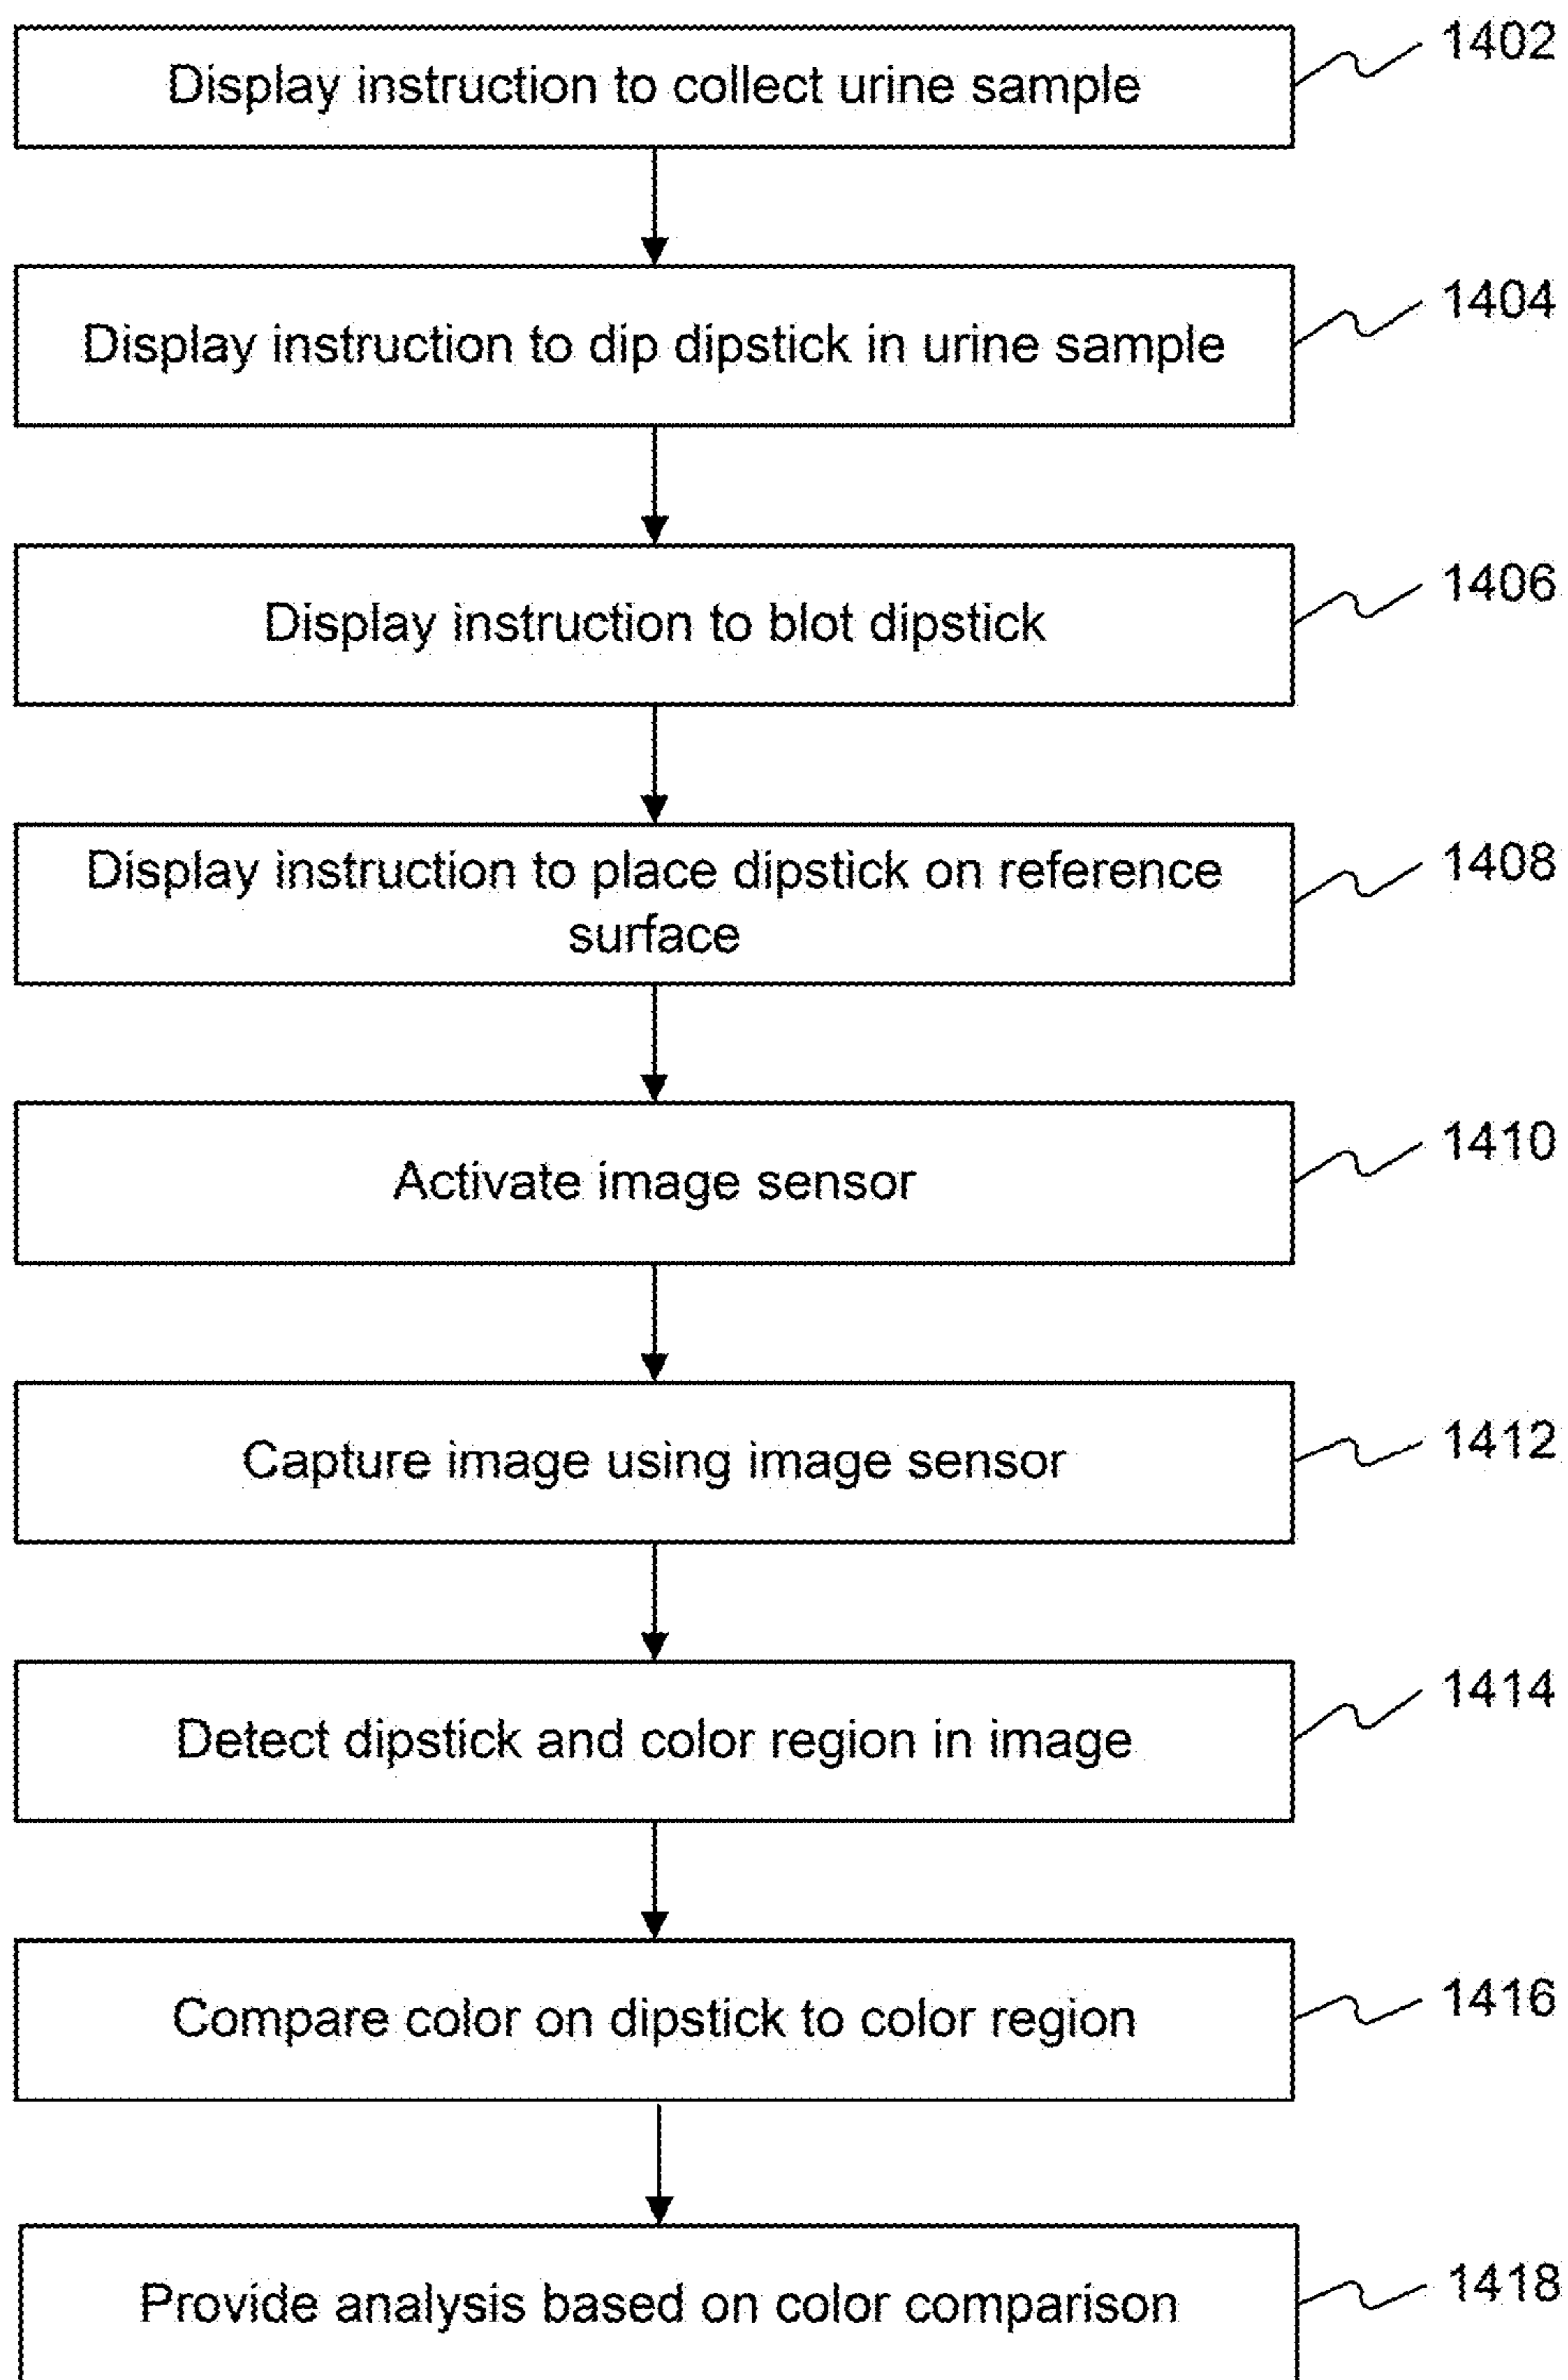 Display instruction to collect urine sample
1402
Display instruction to dip dipstick in urine sample
1404
Display instruction to blot dipstick
1406
Display instruction to place dipstick on reference
surface
1408
Activate image sensor
1410
Capture image using image sensor
1412
Detect dipstick and color region in image
1414
Compare color on dipstick to color region
1416
Provide analysis based on color comparison
1418